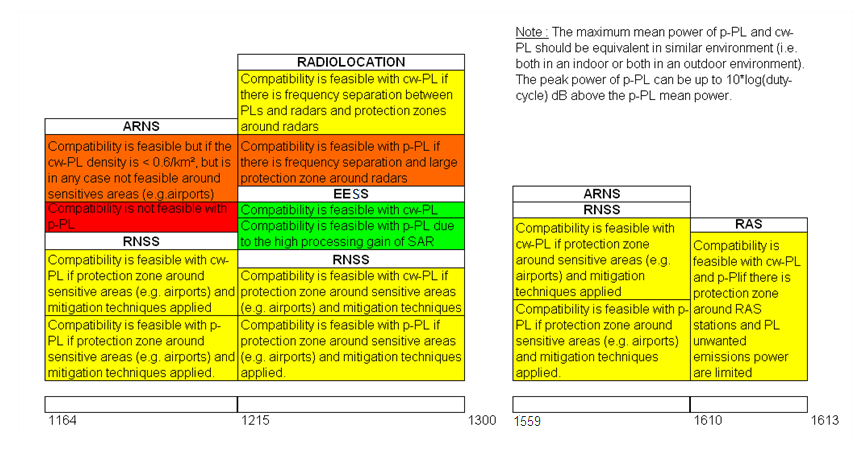 Note : The maximum mean power of p-PL and cw-
PL should be equivalent in similar environment (i.e.
both in an indoor or both in an outdoor environment).
The peak power of p-PL can be up to 10*log(duty-
cycle) dB above the p-PL mean power.
ARNS
Compatibility is feasible but if the
cw-PL density is < 0.6/km², but is
in any case not feasible around
sensitives areas (e.g.airports)
Compatibility is not feasible with
p-PL
RNSS
Compatibility is feasible with cw-
PL if protection zone around
sensitive areas (e.g. airports) and
mitigation techniques applied
Compatibility is feasible with p-
PL if protection zone around
sensitive areas (e.g. airports) and
mitigation techniques applied.
RADIOLOCATION
Compatibility is feasible with cw-PL if
there is frequency separation between
PLs and radars and protection zones
around radars
Compatibility is feasible with p-PL if
there is frequency separation and large
protection zone around radars
EESS
Compatibility is feasible with cw-PL
Compatibility is feasible with p-PL due
to the high processing gain of SAR
RNSS
Compatibility is feasible with cw-PL if
protection zone around sensitive areas
(e.g. airports) and mitigation techniques
Compatibility is feasible with p-PL if
protection zone around sensitive areas
(e.g. airports) and mitigation techniques
applied.
ARNS
RNSS
Compatibility is feasible with
cw-PL if protection zone
around sensitive areas (e.g.
airports) and mitigation
techniques applied
Compatibility is feasible with p-
PL if protection zone around
sensitive areas (e.g. airports)
and mitigation techniques
applied.
RAS
Compatibility is
feasible with cw-PL
and p-Plif there is
protection zone
around RAS
stations and PL
unwanted
emissions power
are limited
1164
1215
1300
1559
1610
1613